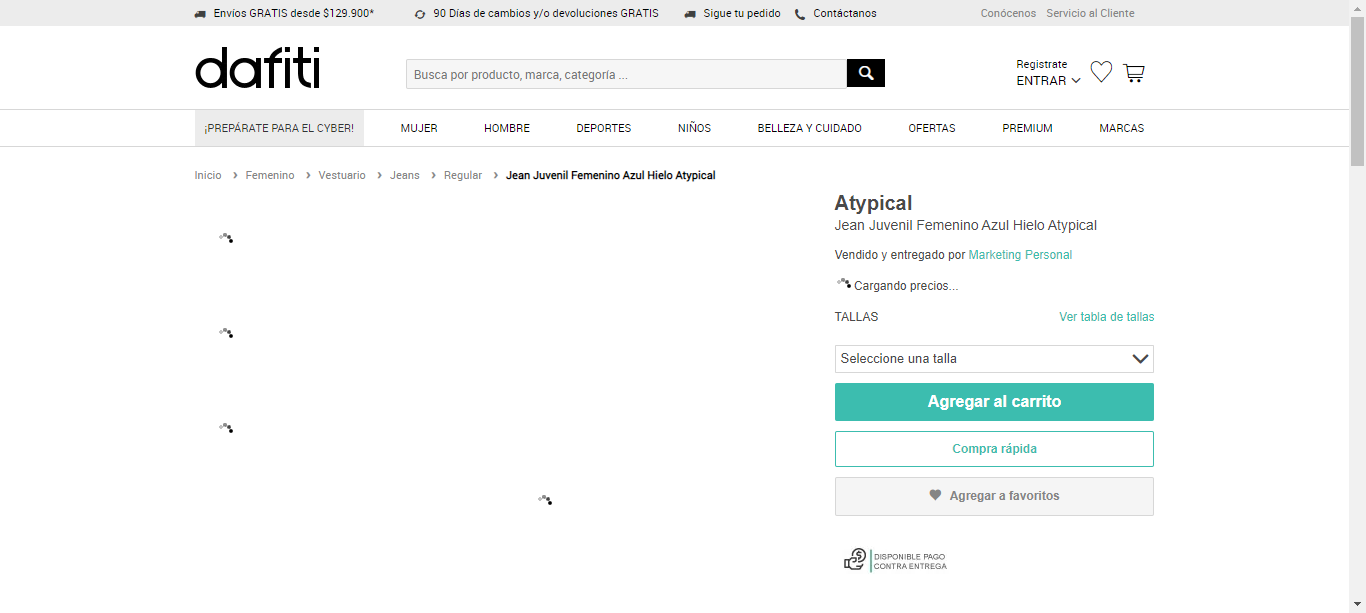 Envíos GRATIS desde $129.900*
90 Días de cambios y/o devoluciones GRATIS
Sigue tu pedido
Contáctanos
Conócenos
Servicio al Cliente
dafiti
Busca por producto, marca, categoría ...
Registrate
ENTRAR
¡PREPÁRATE PARA EL CYBER!
MUJER
HOMBRE
DEPORTES
NIÑOS
BELLEZA Y CUIDADO
OFERTAS
PREMIUM
MARCAS
Inicio > Femenino > Vestuario > Jeans > Regular > Jean Juvenil Femenino Azul Hielo Atypical
Atypical
Jean Juvenil Femenino Azul Hielo Atypical
Vendido y entregado por Marketing Personal
Cargando precios...
TALLAS
Ver tabla de tallas
Seleccione una talla
Agregar al carrito
Compra rápida
Agregar a favoritos
DISPONIBLE PAGO
CONTRA ENTREGA